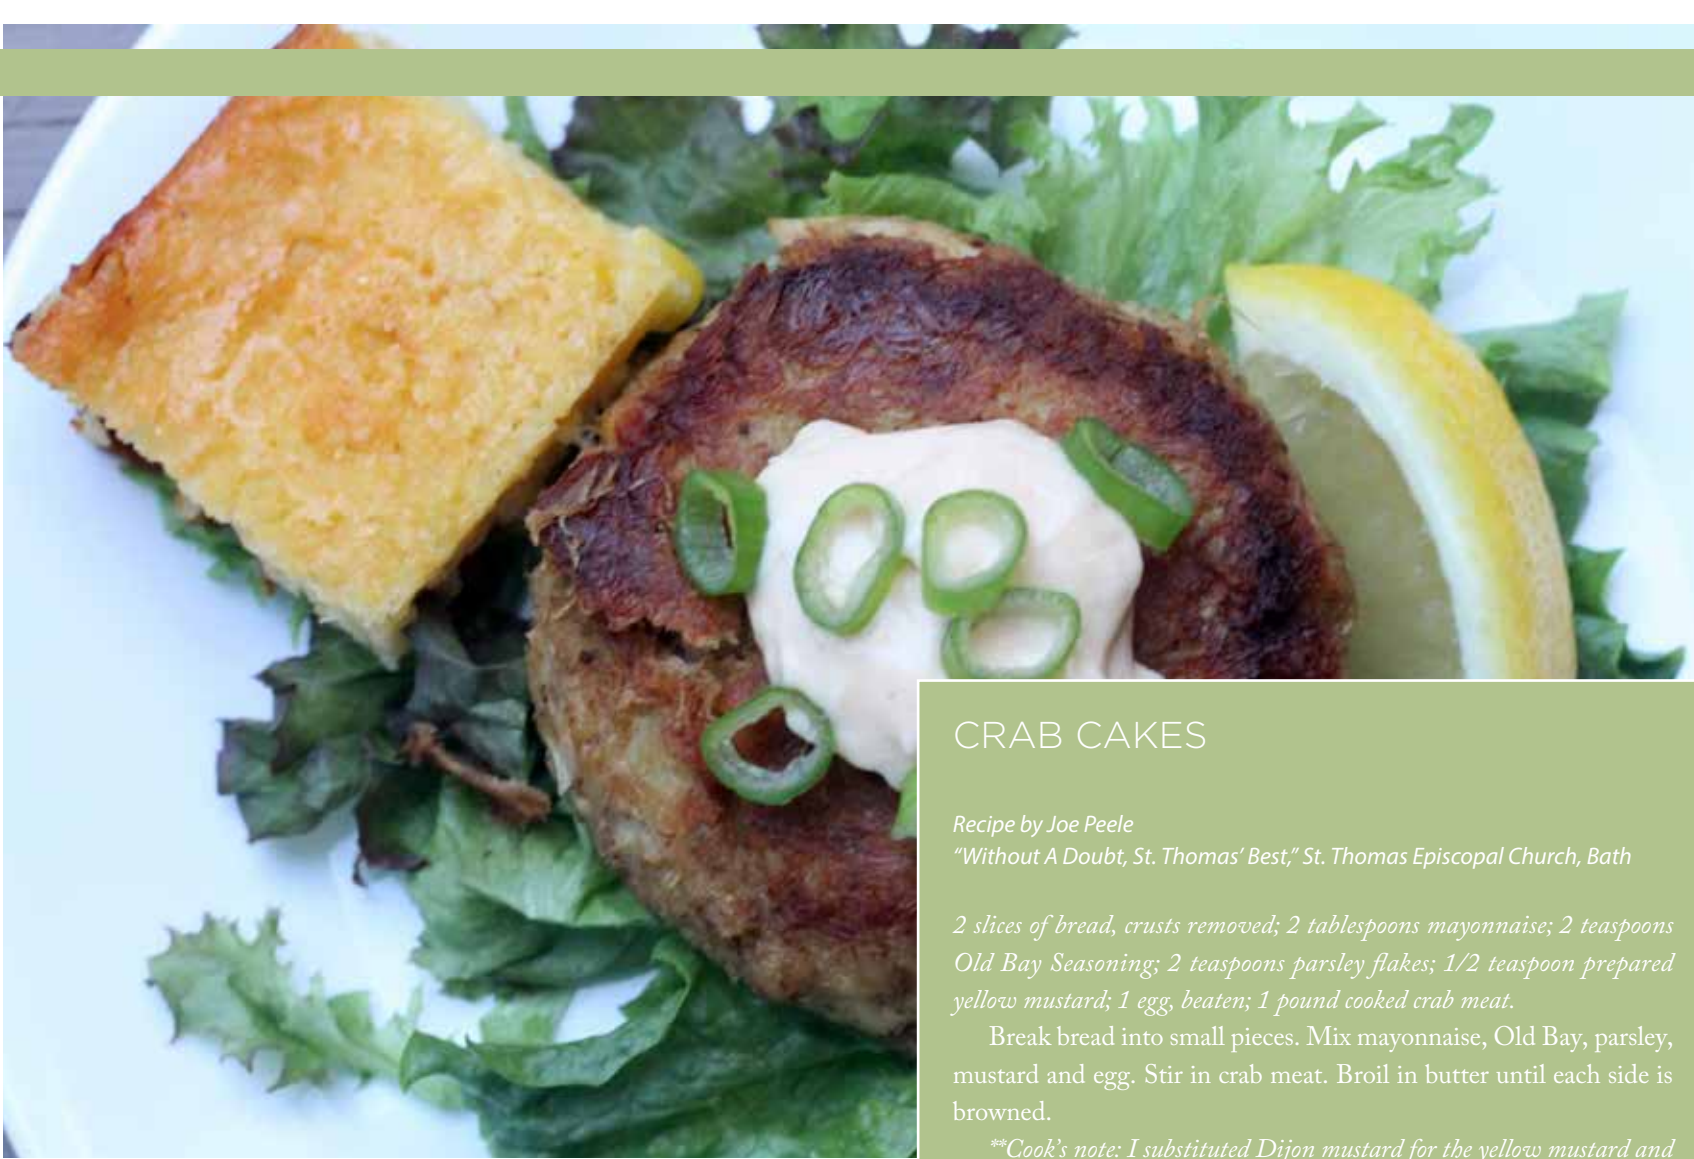 CRAB CAKES
Recipe by Joe Peele
“Without A Doubt, St. Thomas’ Best,” St. Thomas Episcopal Church, Bath
2 slices of bread, crusts removed; 2 tablespoons mayonnaise; 2 teaspoons
Old Bay Seasoning; 2 teaspoons parsley flakes; 1/2 teaspoon prepared
yellow mustard; 1 egg, beaten; 1 pound cooked crab meat.
Break bread into small pieces. Mix mayonnaise, Old Bay, parsley,
mustard and egg. Stir in crab meat. Broil in butter until each side is
browned.
**Cook’s note: I substituted Dijon mustard for the yellow mustard and